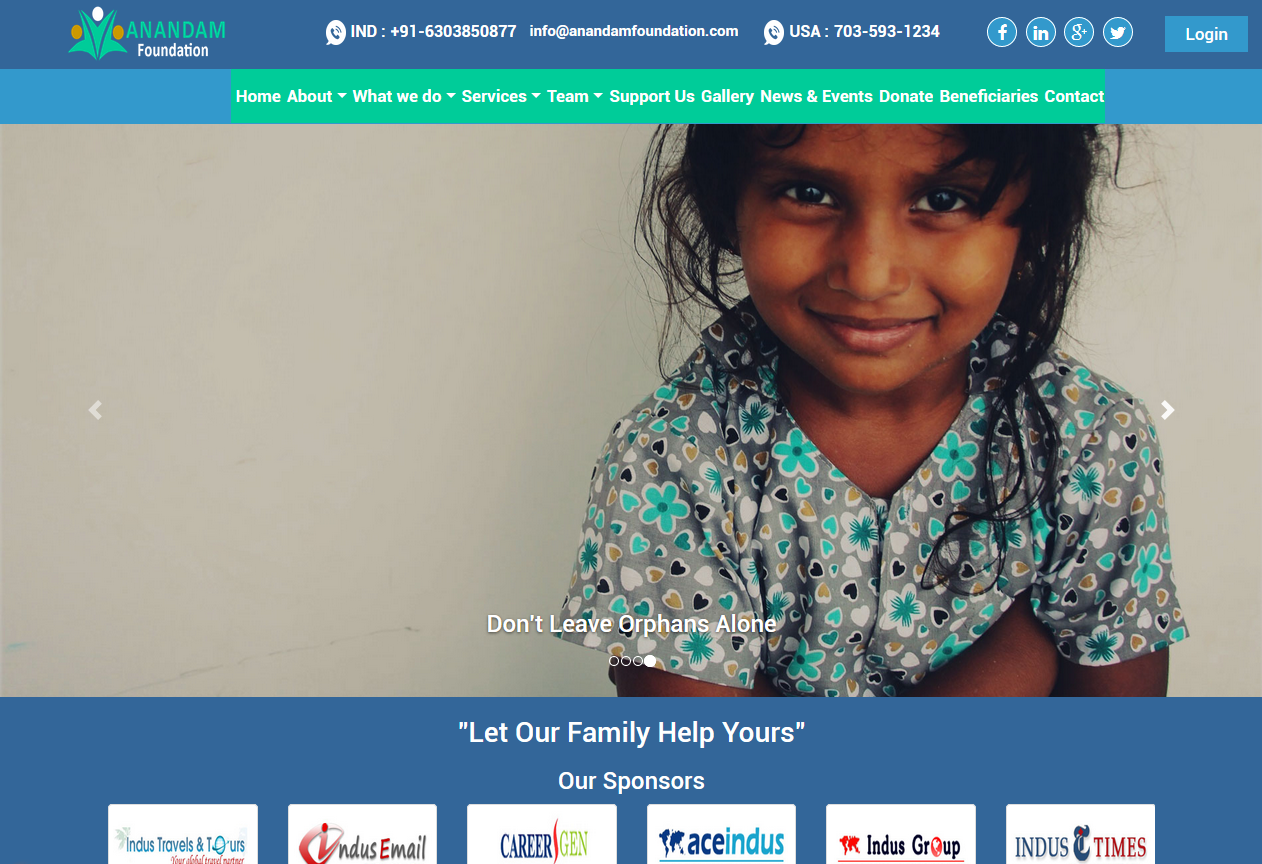 ANANDAM
Foundation
IND : +91-6303850877 info@anandamfoundation.com USA : 703-593-1234
f in g+ Login
Home About What we do Services Team Support Us Gallery News & Events Donate Beneficiaries Contact
Don't Leave Orphans Alone
"Let Our Family Help Yours"
Our Sponsors
Indus Travels & Tours
Your global travel partner
indusEmail
CAREERGEN
aceindus
Indus Group
INDUS TIMES